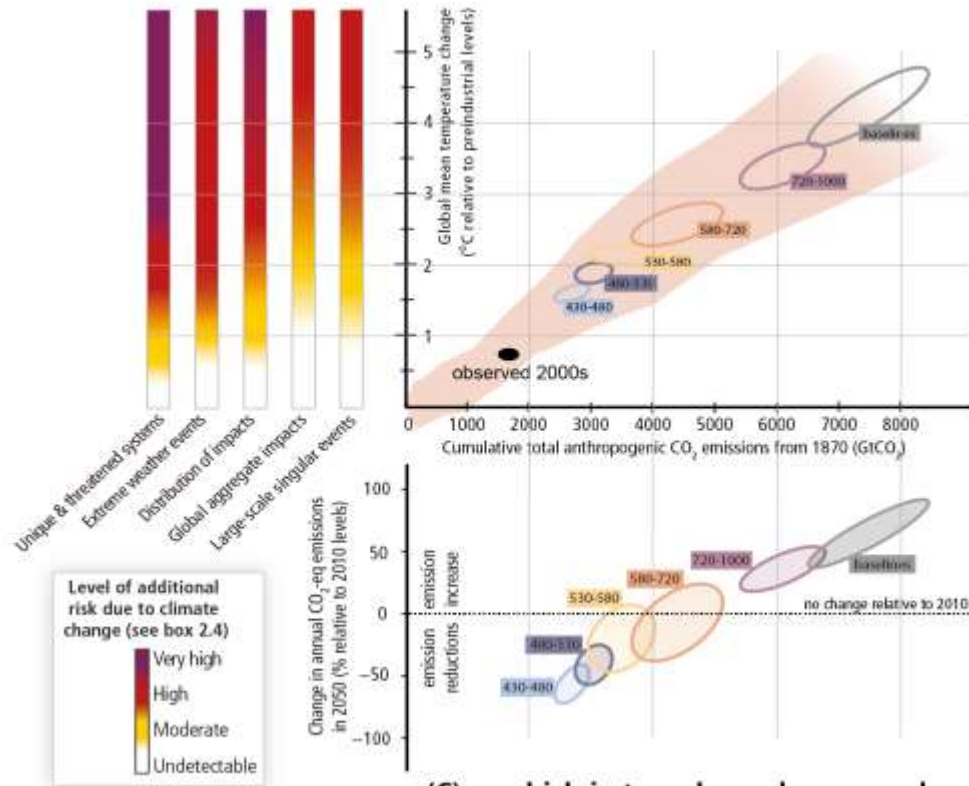 5
4
3
2
1
Global mean temperature change
(°C relative to preindustrial levels)
baselines
720-1000
580-720
530-580
480-530
430-480
observed 2000s
0 1000 2000 3000 4000 5000 6000 7000 8000
Cumulative total anthropogenic CO₂ emissions from 1870 (GtCO₂)
Unique & threatened systems
Extreme weather events
Distribution of impacts
Global aggregate impacts
Large-scale singular events
Level of additional
risk due to climate
change (see box 2.4)
Very high
High
Moderate
Undetectable
Change in annual CO₂-eq emissions
in 2050 (% relative to 2010 levels)
emission
increase
emission
reductions
100
50
0
−50
−100
720-1000
baselines
580-720
530-580
no change relative to 2010
480-530
430-480